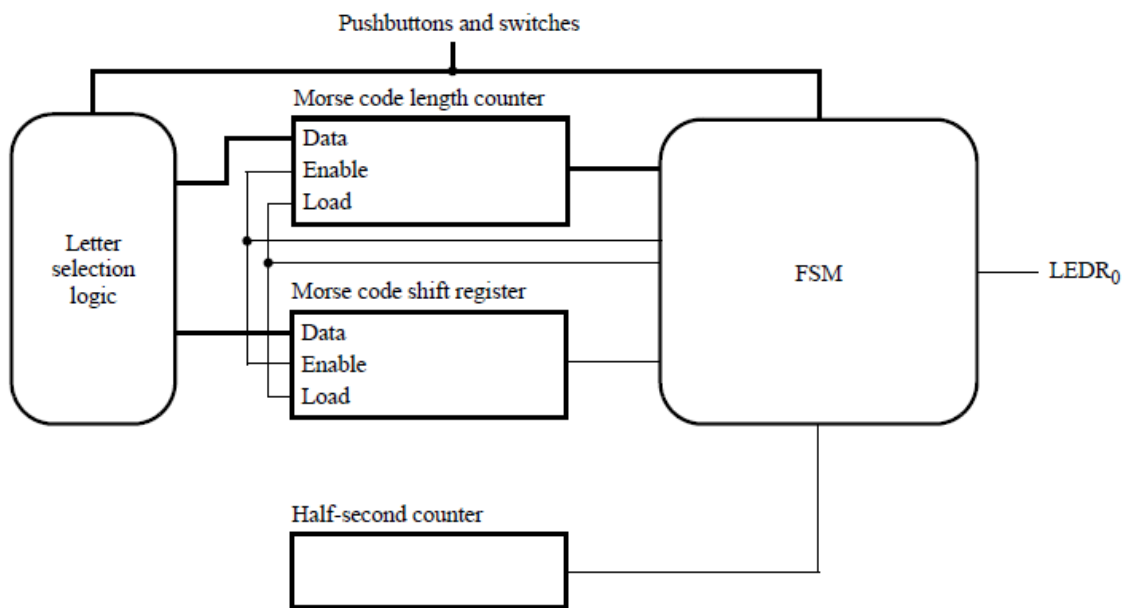 Pushbuttons and switches
Morse code length counter
Data
Enable
Load
Letter
selection
logic
FSM
LEDR0
Morse code shift register
Data
Enable
Load
Half-second counter